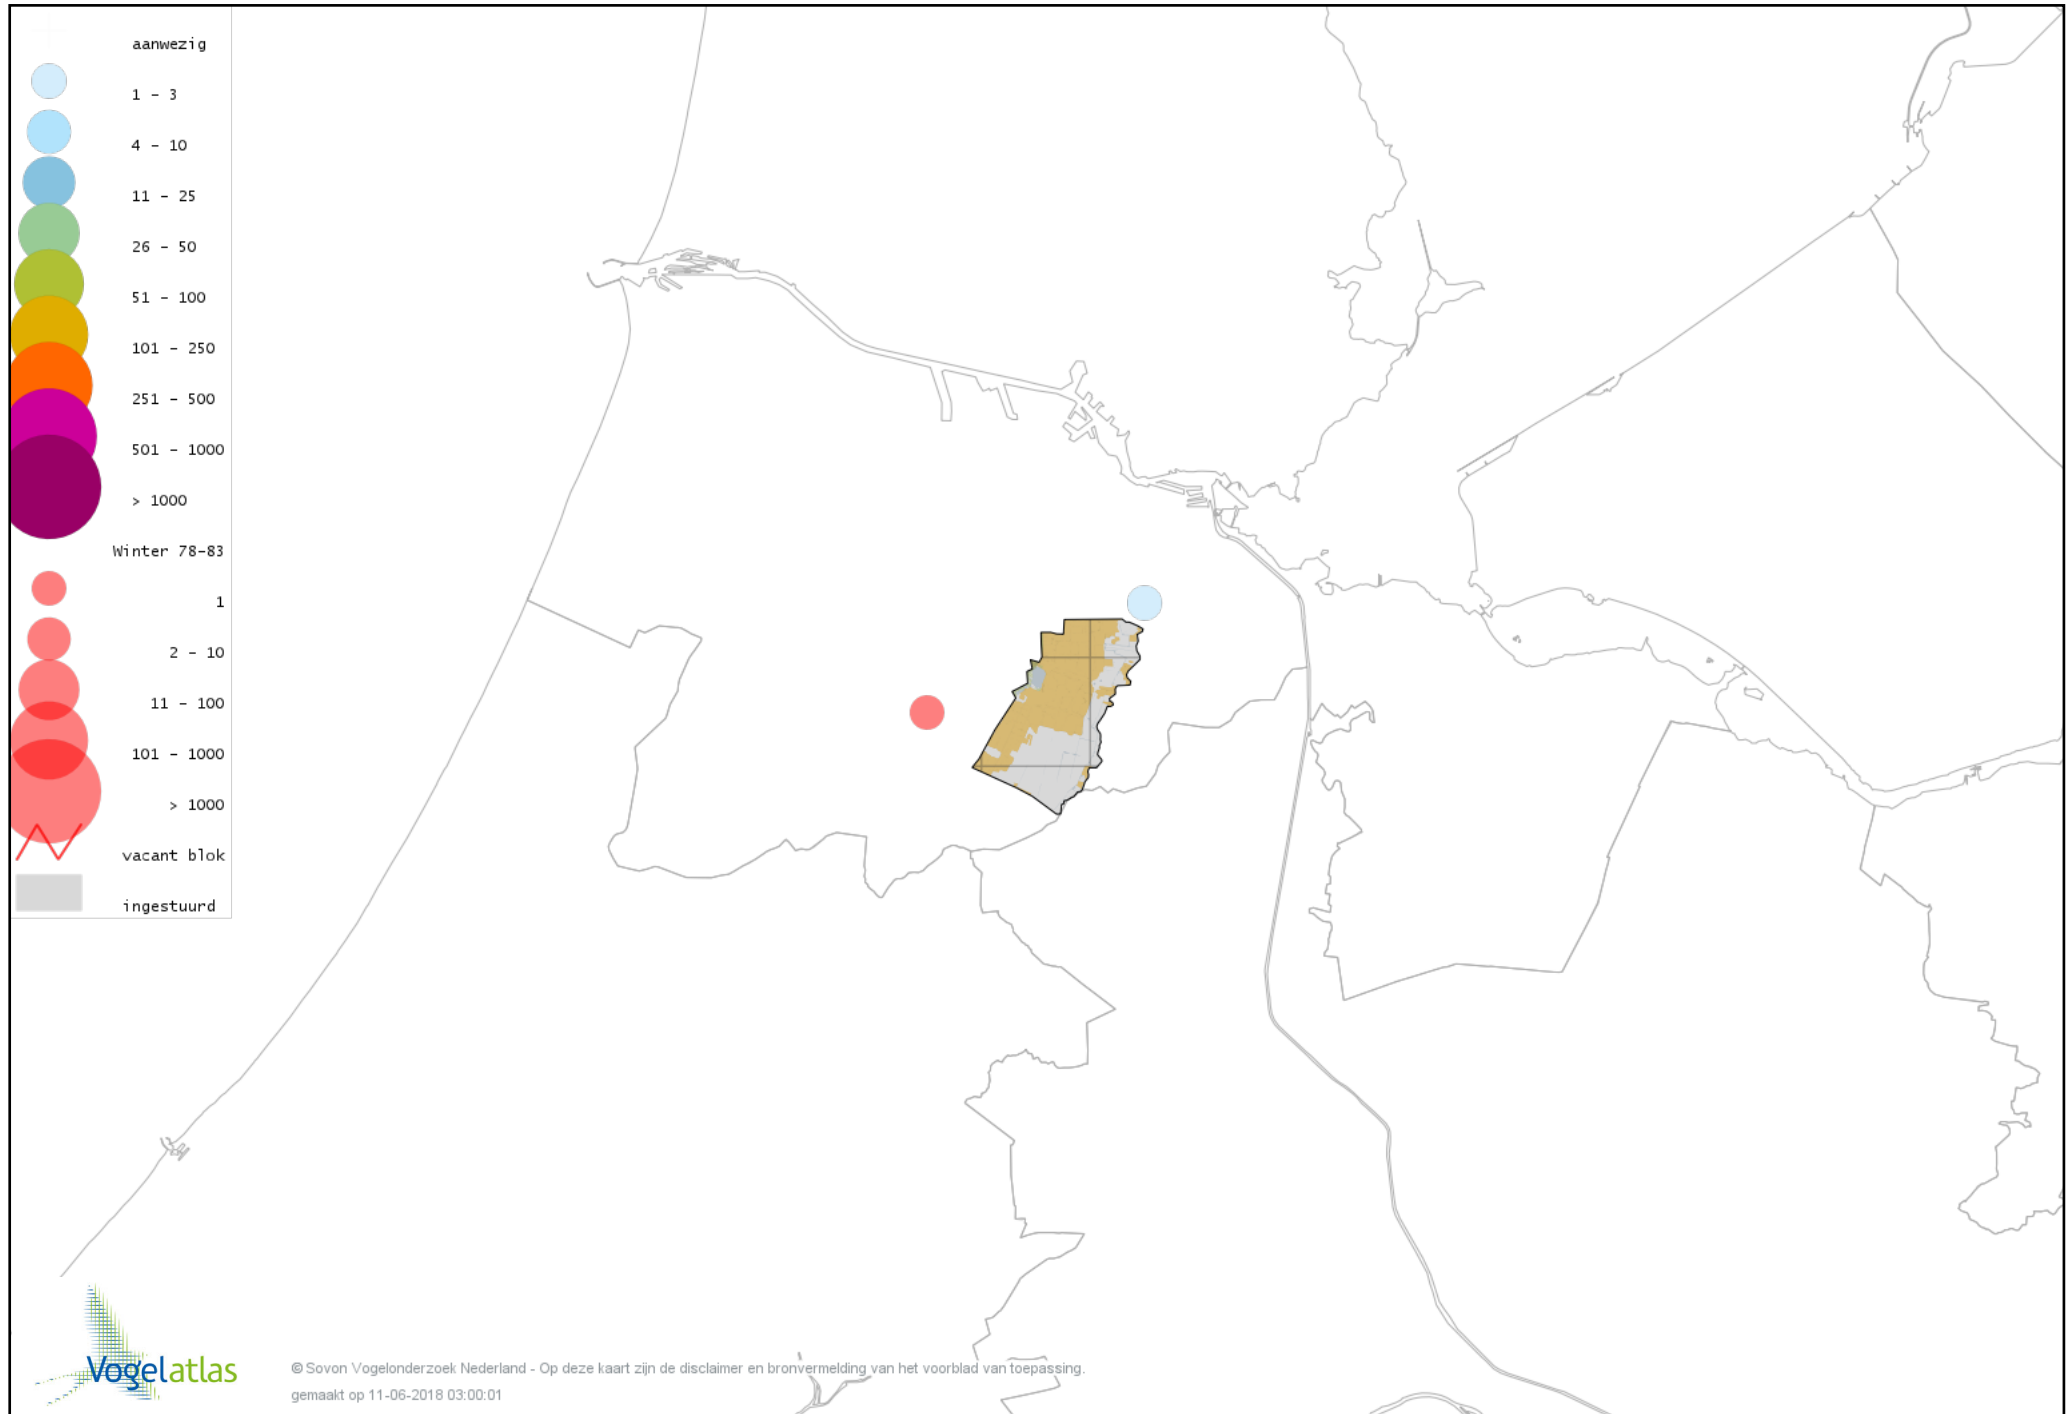 aanwezig
1 - 3
4 - 10
11 - 25
26 - 50
51 - 100
101 - 250
251 - 500
501 - 1000
> 1000
Winter 78-83
1
2 - 10
11 - 100
101 - 1000
> 1000
vacant blok
ingestuurd
Vogelatlas
© Sovon Vogelonderzoek Nederland - Op deze kaart zijn de disclaimer en bronvermelding van het voorblad van toepassing.
gemaakt op 11-06-2018 03:00:01